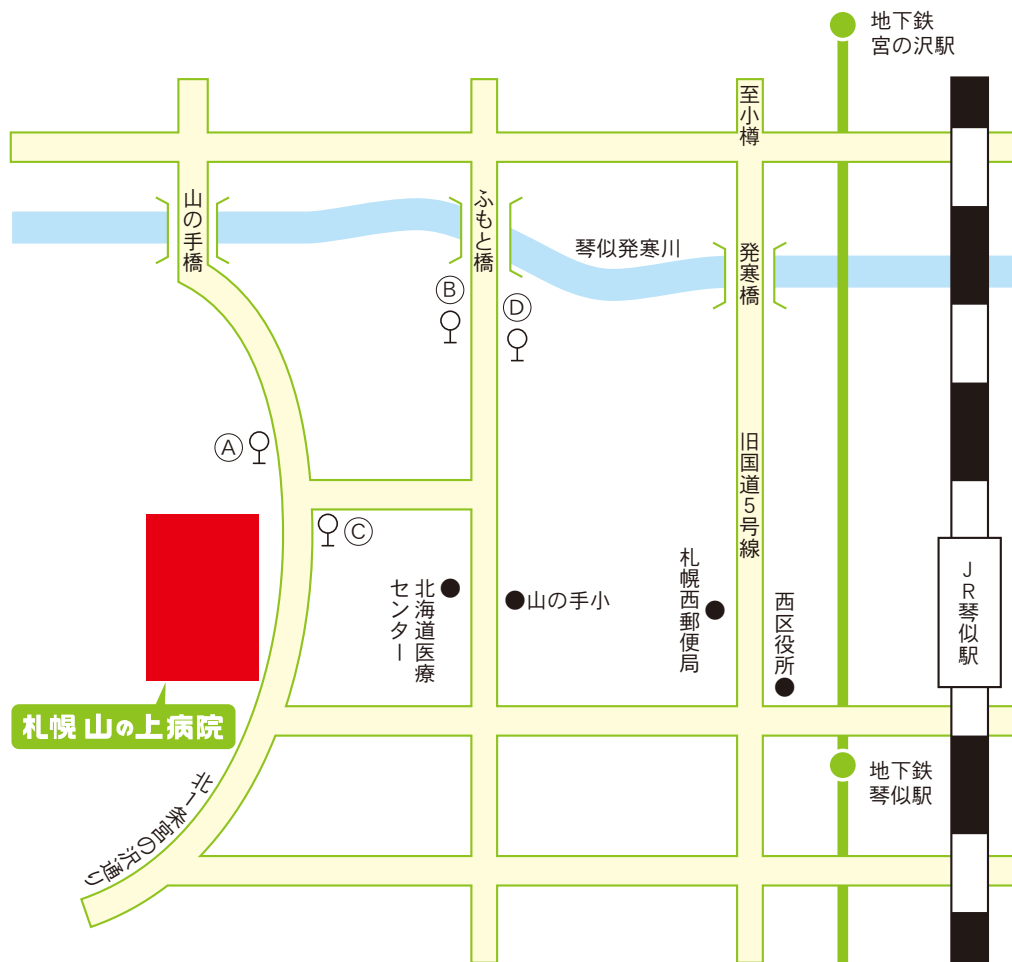 地下鉄
宮の沢駅
至小樽
山の手橋
ふもと橋
琴似発寒川
発寒橋
Ⓑ
Ⓓ
Ⓐ
旧国道5号線
Ⓒ
北海道医療
センター
山の手小
札幌西郵便局
西区役所
JR琴似駅
札幌 山の上病院
地下鉄
琴似駅
北1条宮の沢通り